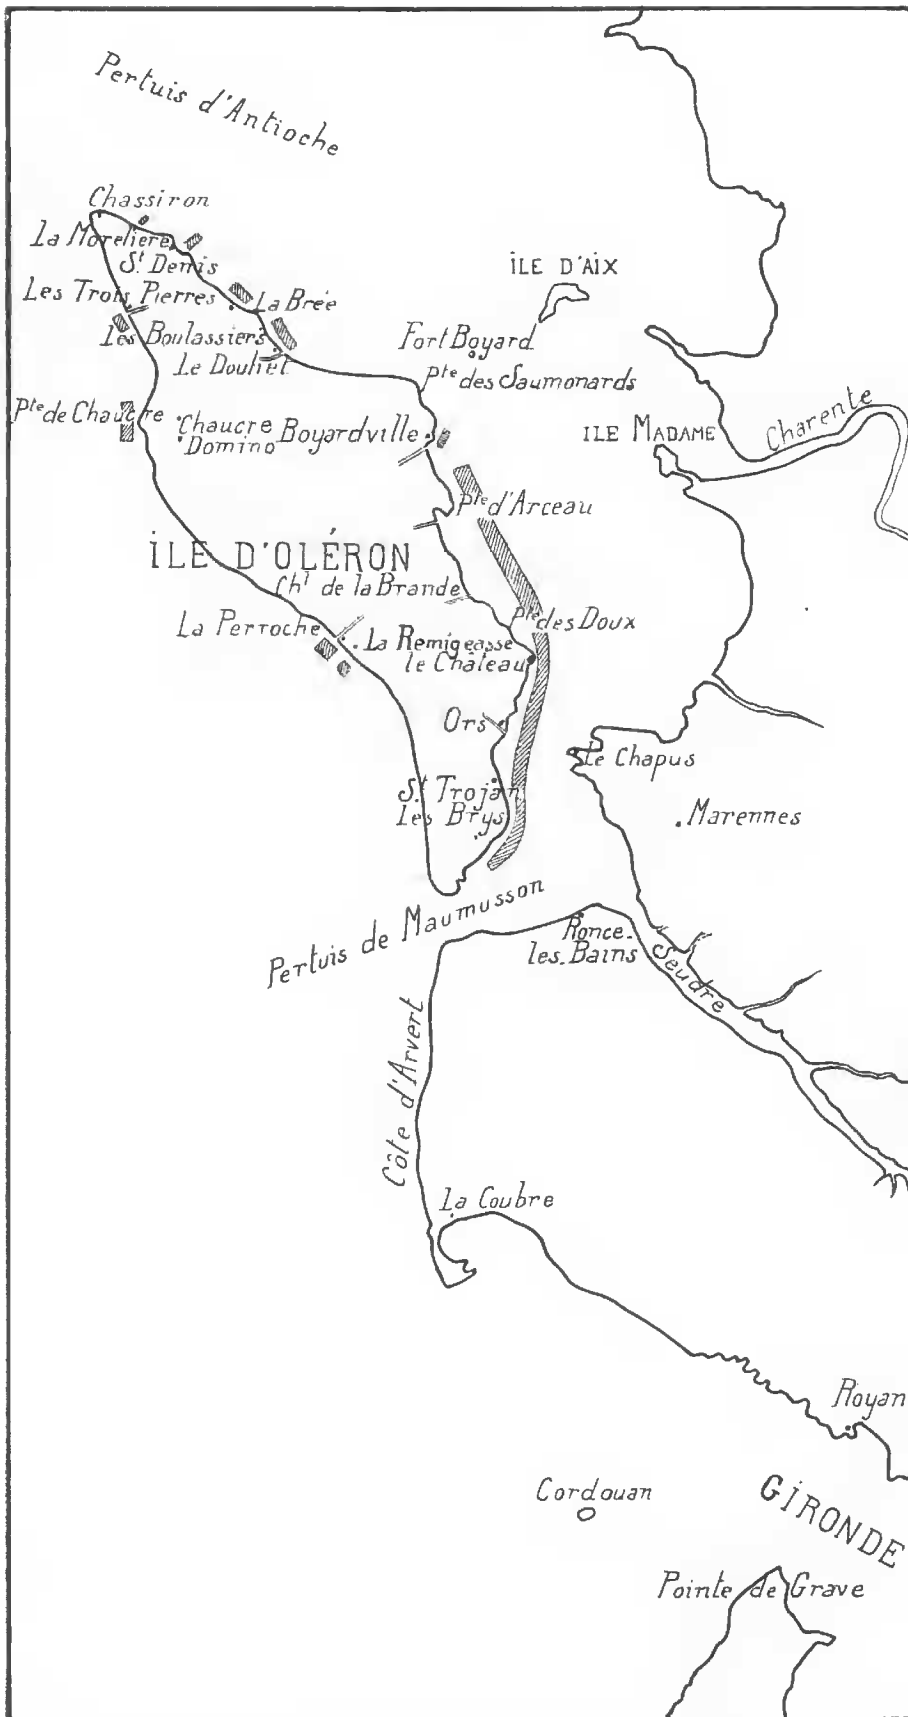 Pertuis d'Antioche
Chassiron
La Morelière
St Denis
ÎLE D'AIX
Les Trois Pierres
La Brée
Les Boulassiers
Fort Boyard
Le Douhet
Pte des Saumonards
Pte de Chaucre
Chaucre
Boyardville
Domino
ILE MADAME
Charente
Pte d'Arceau
ÎLE D'OLÉRON
Chl de la Brande
La Perroche
Pte des Doux
La Remigeasse
le Château
Ors
Le Chapus
St Trojan
Les Brys
Marennes
Pertuis de Maumusson
Ronce-
les-Bains
Seudre
Côte d'Arvert
La Coubre
Royan
Cordouan
GIRONDE
Pointe de Grave